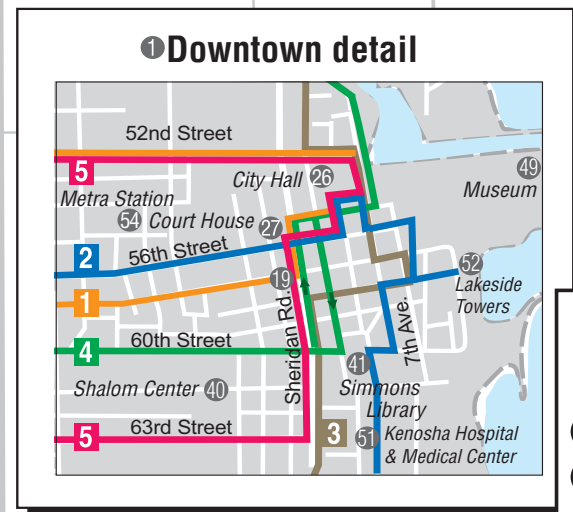 1 Downtown detail
52nd Street
5
City Hall 26
49
Museum
Metra Station
54 Court House 27
2
56th Street
52
Lakeside
Towers
1
19
Sheridan Rd.
7th Ave.
60th Street
4
41
Simmons
Library
Shalom Center 40
63rd Street
5
3
51 Kenosha Hospital
& Medical Center